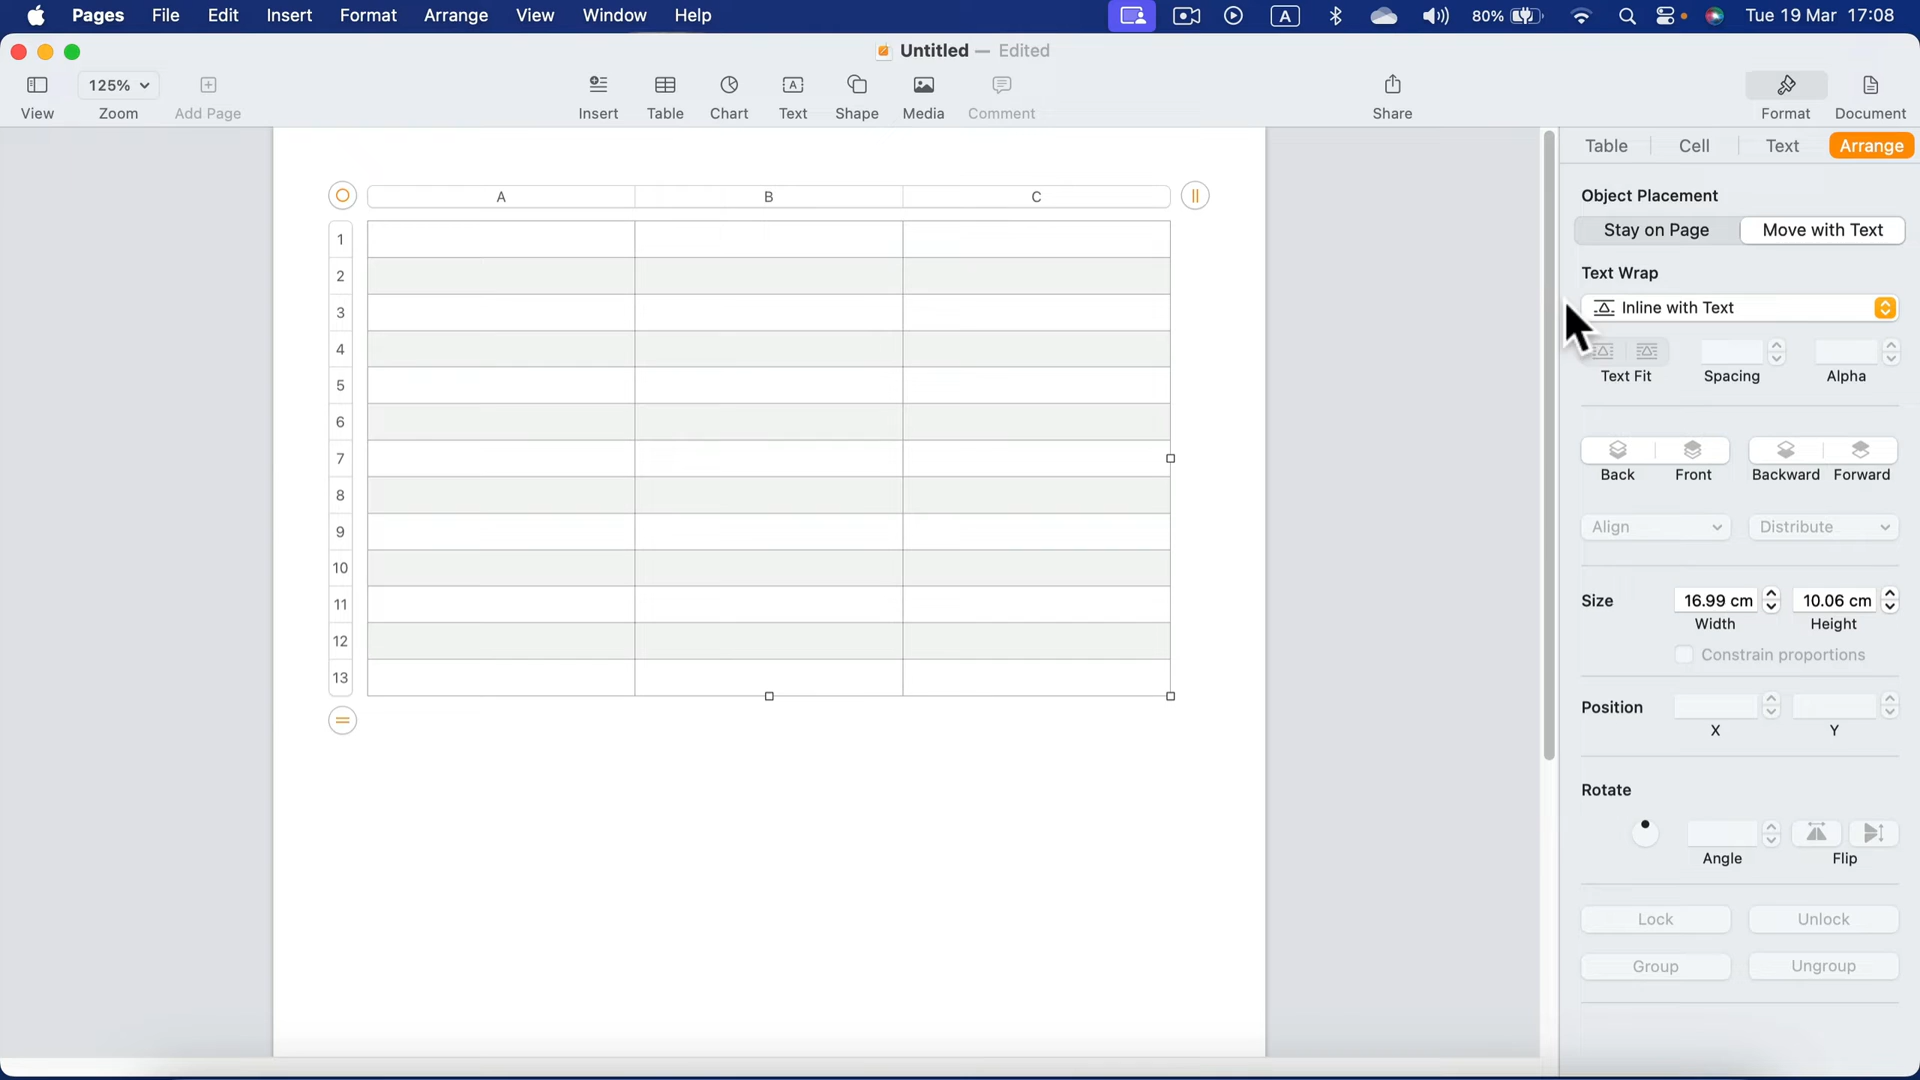 Pages File Edit Insert Format Arrange View Window Help A 80% Tue 19 Mar 17:08
Untitled — Edited
125%
View Zoom Add Page Insert Table Chart Text Shape Media Comment Share Format Document
Table Cell Text Arrange
Object Placement
Stay on Page Move with Text
Text Wrap
Inline with Text
Text Fit Spacing Alpha
Back Front Backward Forward
Align Distribute
Size 16.99 cm 10.06 cm
Width Height
Constrain proportions
Position
X Y
Rotate
Angle Flip
Lock Unlock
Group Ungroup
A B C
1
2
3
4
5
6
7
8
9
10
11
12
13